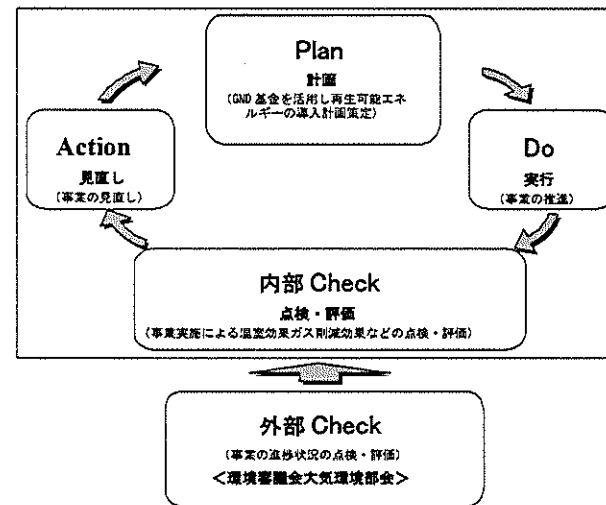 Plan
計画
(GND基金を活用し再生可能エネ
ルギーの導入計画策定)
Action
見直し
(事業の見直し)
Do
実行
(事業の推進)
内部 Check
点検・評価
(事業実施による温室効果ガス削減効果などの点検・評価)
外部 Check
(事業の進捗状況の点検・評価)
<環境審議会大気環境部会>